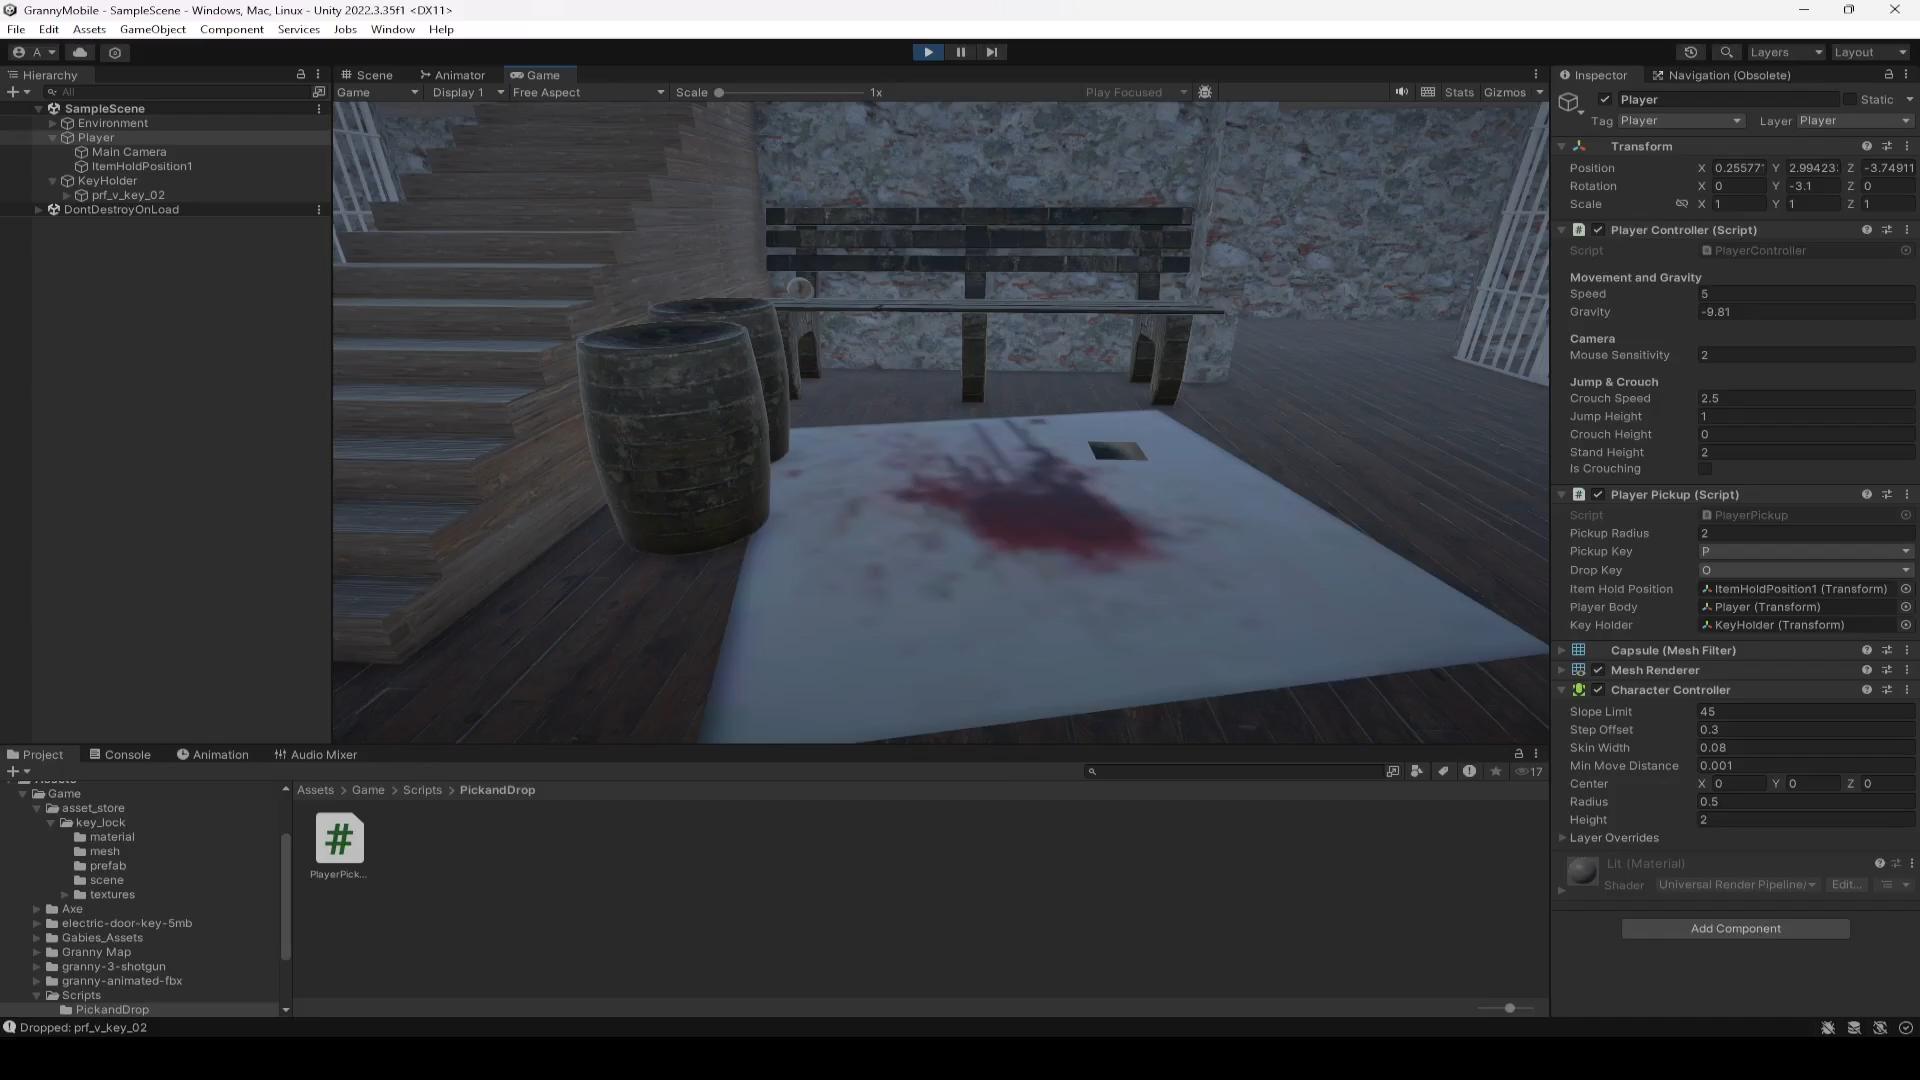 GrannyMobile - SampleScene - Windows, Mac, Linux - Unity 2022.3.35f1 <DX11>
File Edit Assets GameObject Component Services Jobs Window Help
A Layers Layout
Hierarchy
All
SampleScene
Environment
Player
Main Camera
ItemHoldPosition1
KeyHolder
prf_v_key_02
DontDestroyOnLoad
Scene Animator Game
Game Display 1 Free Aspect Scale 1x Play Focused Stats Gizmos
Inspector Navigation (Obsolete)
Player Static
Tag Player Layer Player
Transform
Position X 0.25577 Y 2.99423 Z -3.74911
Rotation X 0 Y -3.1 Z 0
Scale X 1 Y 1 Z 1
Player Controller (Script)
Script PlayerController
Movement and Gravity
Speed 5
Gravity -9.81
Camera
Mouse Sensitivity 2
Jump & Crouch
Crouch Speed 2.5
Jump Height 1
Crouch Height 0
Stand Height 2
Is Crouching
Player Pickup (Script)
Script PlayerPickup
Pickup Radius 2
Pickup Key P
Drop Key O
Item Hold Position ItemHoldPosition1 (Transform)
Player Body Player (Transform)
Key Holder KeyHolder (Transform)
Capsule (Mesh Filter)
Mesh Renderer
Character Controller
Slope Limit 45
Step Offset 0.3
Skin Width 0.08
Min Move Distance 0.001
Center X 0 Y 0 Z 0
Radius 0.5
Height 2
Layer Overrides
Lit (Material)
Shader Universal Render Pipeline/ Edit...
Add Component
Project Console Animation Audio Mixer
17
Game
asset_store
key_lock
material
mesh
prefab
scene
textures
Axe
electric-door-key-5mb
Gabies_Assets
Granny Map
granny-3-shotgun
granny-animated-fbx
Scripts
PickandDrop
Assets > Game > Scripts > PickandDrop
#
PlayerPick...
Dropped: prf_v_key_02